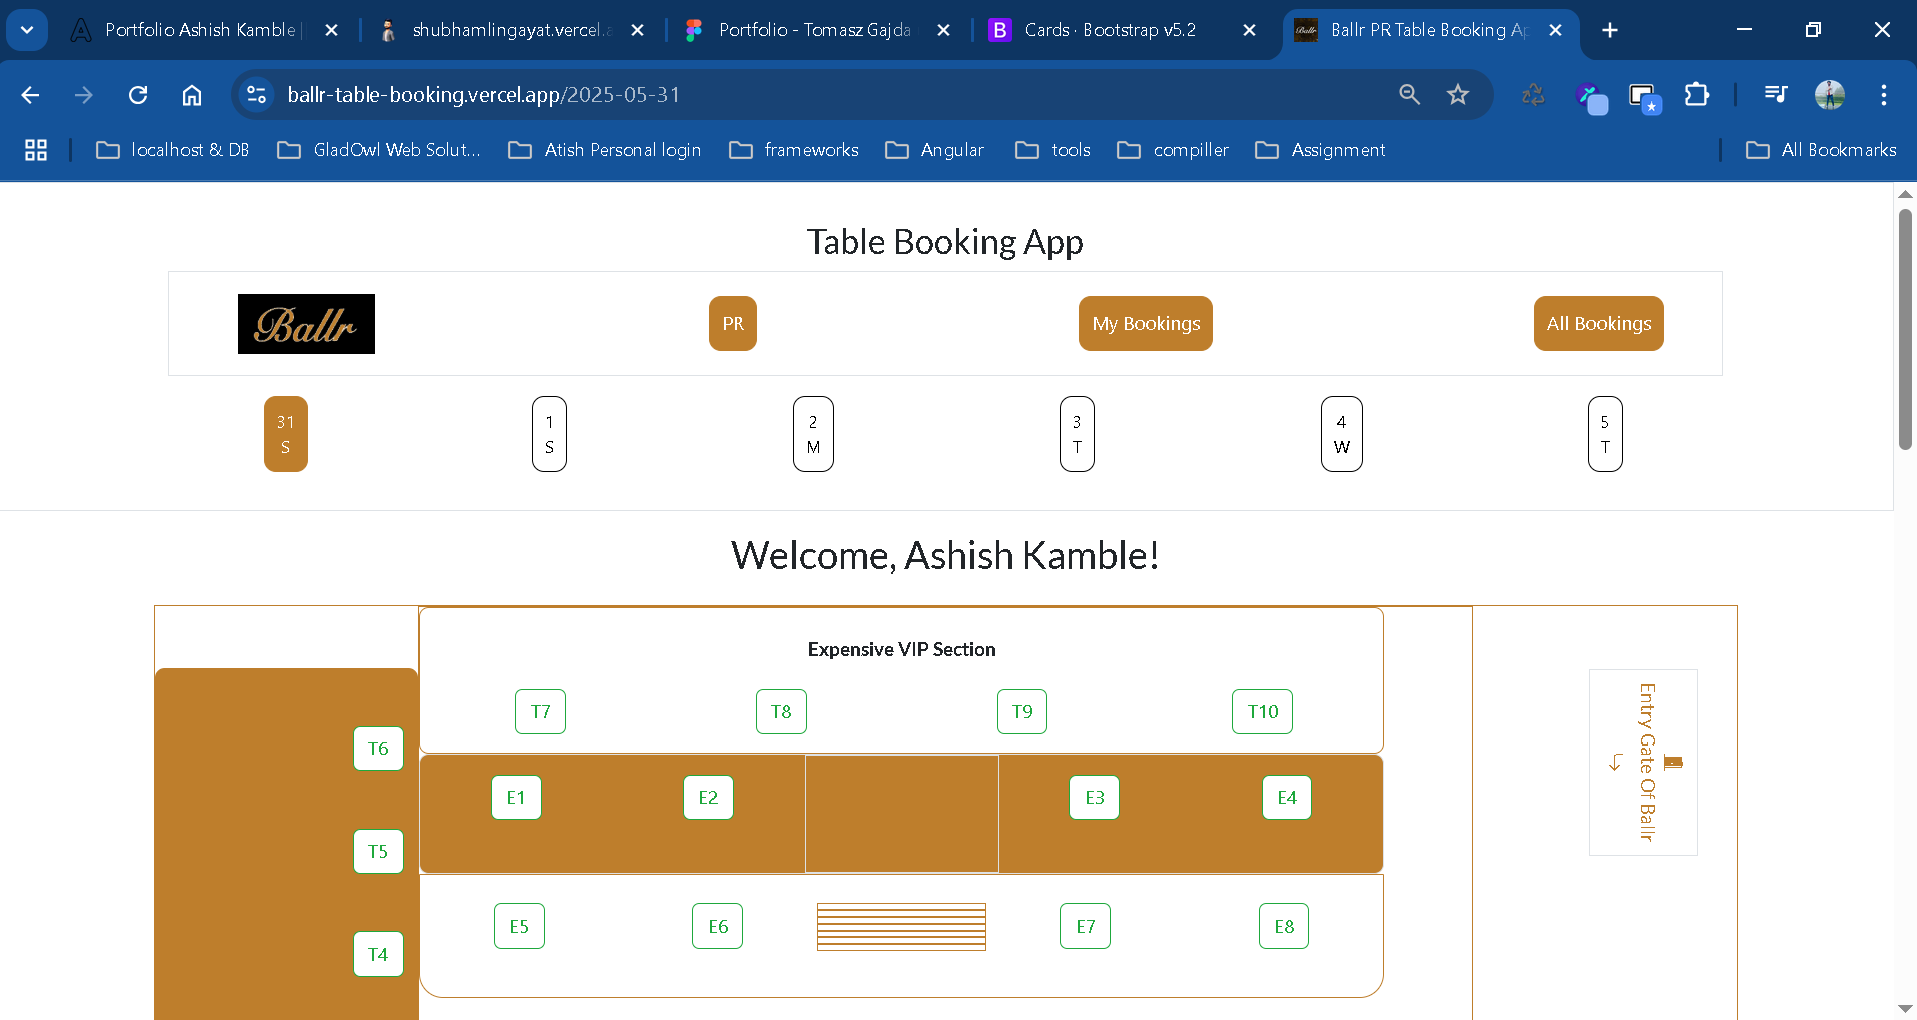 Portfolio Ashish Kamble
shubhamlingayat.vercel.a
Portfolio - Tomasz Gajda
B
Cards · Bootstrap v5.2
Ballr
Ballr PR Table Booking Ap
ballr-table-booking.vercel.app/2025-05-31
localhost & DB
GladOwl Web Solut...
Atish Personal login
frameworks
Angular
tools
compiller
Assignment
All Bookmarks
Table Booking App
Ballr
PR
My Bookings
All Bookings
31
S
1
S
2
M
3
T
4
W
5
T
Welcome, Ashish Kamble!
Expensive VIP Section
T7
T8
T9
T10
T6
E1
E2
E3
E4
Entry Gate Of Ballr
T5
E5
E6
E7
E8
T4